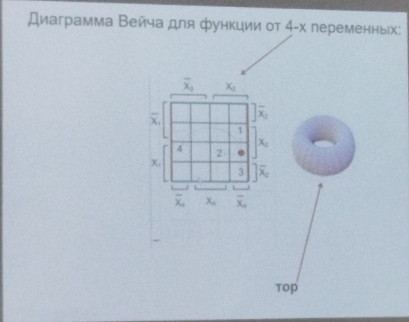 Диаграмма Вейча для функции от 4-х переменных:
X̅₃ X₃
X̅₁ X̅₂
1
X₂
4 2
X₁
3 X̅₂
X̅₄ X₄ X̅₄
тор